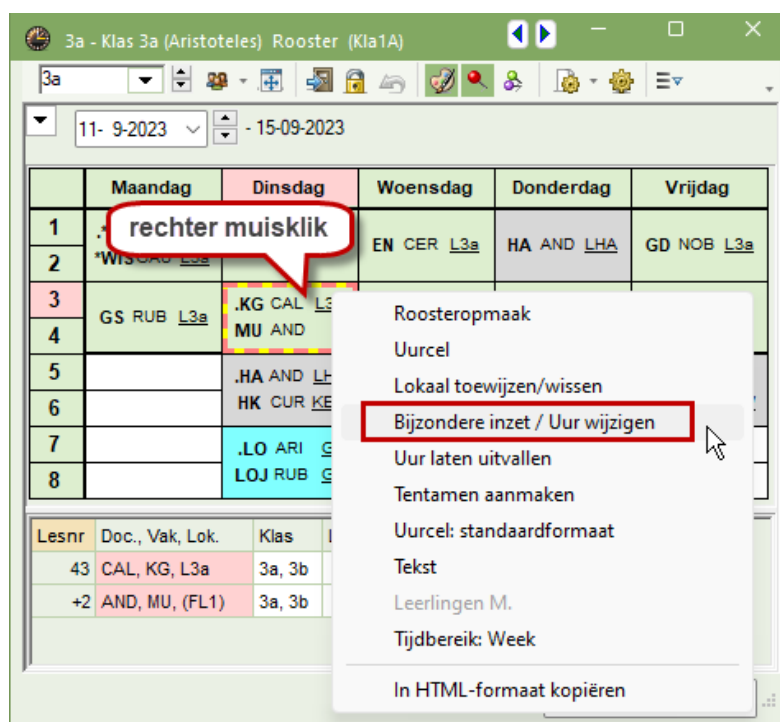 3a - Klas 3a (Aristoteles) Rooster (Kla1A)
3a
11- 9-2023 - 15-09-2023
Maandag Dinsdag Woensdag Donderdag Vrijdag
rechter muisklik
1
2
EN CER L3a HA AND LHA GD NOB L3a
3
4
GS RUB L3a
.KG CAL
MU AND
5
6
.HA AND
HK CUR
7
8
.LO ARI
LOJ RUB
Roosteropmaak
Uurcel
Lokaal toewijzen/wissen
Bijzondere inzet / Uur wijzigen
Uur laten uitvallen
Tentamen aanmaken
Uurcel: standaardformaat
Tekst
Leerlingen M.
Tijdbereik: Week
In HTML-formaat kopiëren
Lesnr Doc., Vak, Lok. Klas
43 CAL, KG, L3a 3a, 3b
+2 AND, MU, (FL1) 3a, 3b